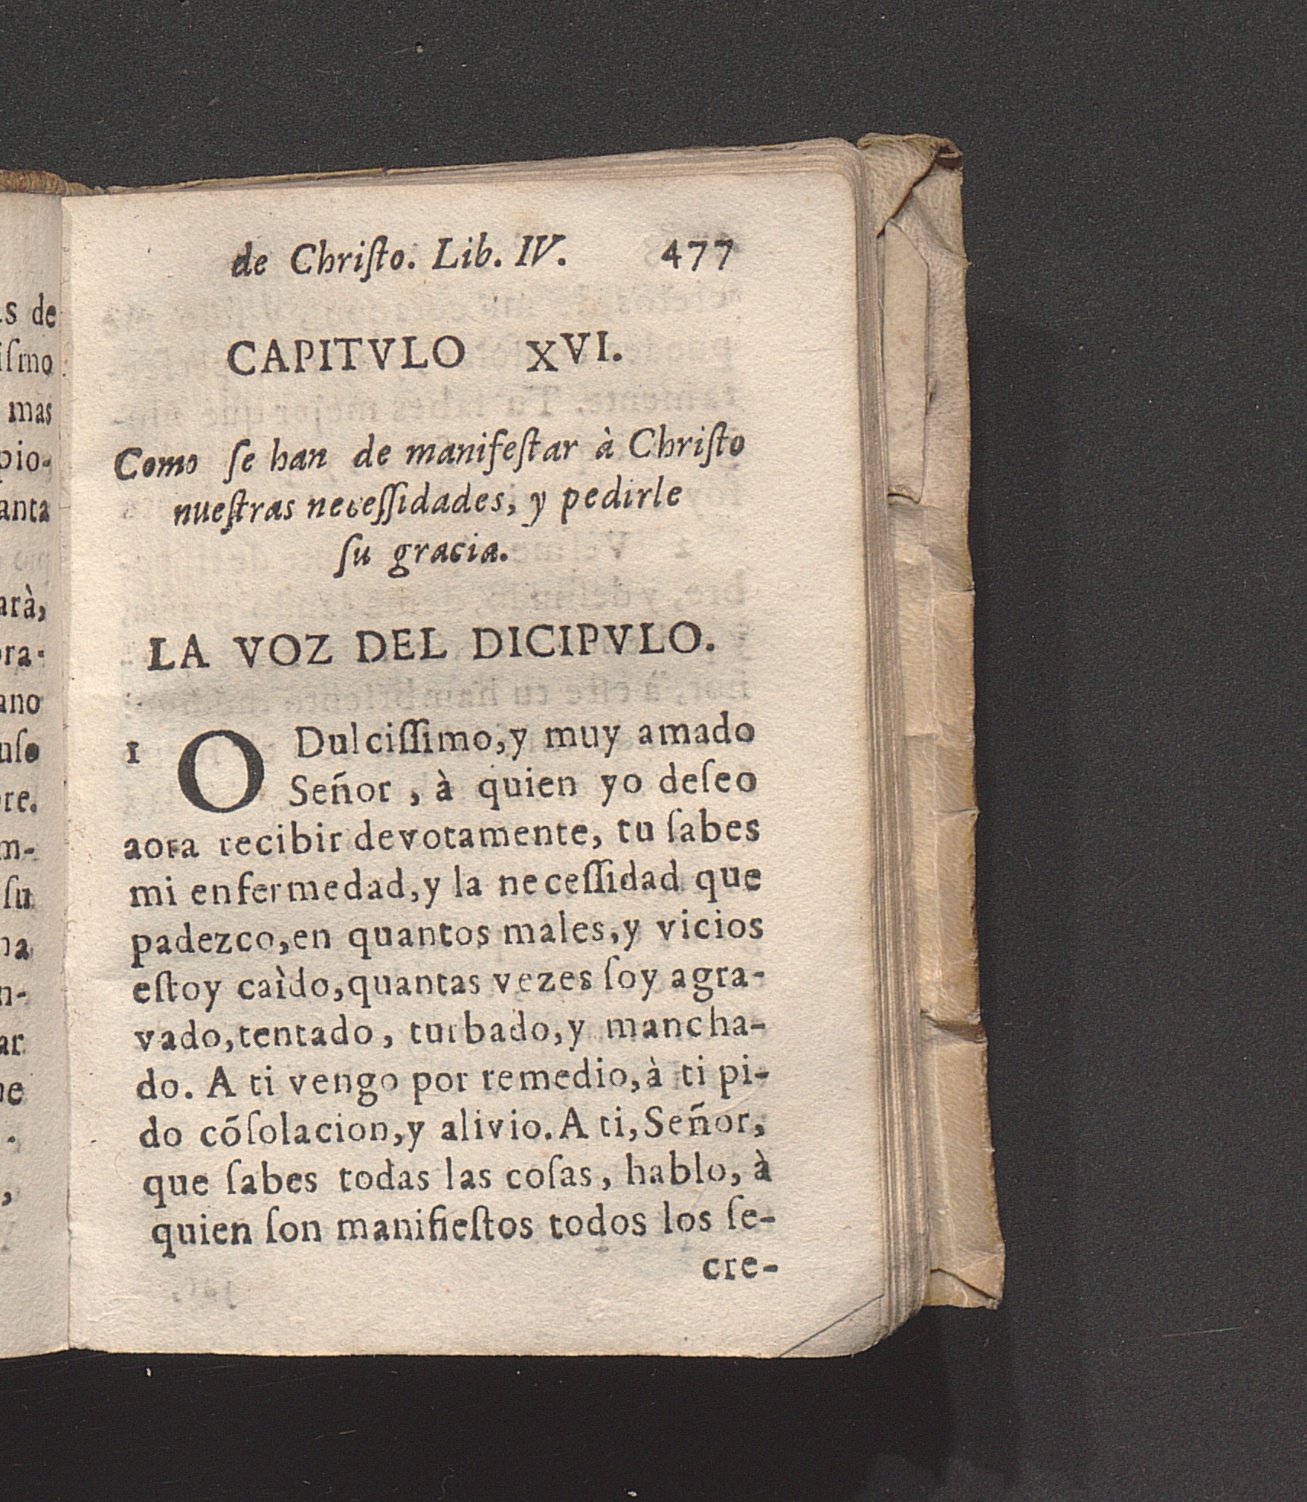 de Chriſto. Lib. IV. 477
CAPITVLO XVI.
Como ſe han de manifeſtar à Chriſto
nueſtras neceſſidades, y pedirle
ſu gracia.
LA VOZ DEL DICIPVLO.
1 O Dulciſſimo,y muy amado
Señor , à quien yo deſeo
aora recibir devotamente, tu ſabes
mi enfermedad,y la neceſſidad que
padezco,en quantos males,y vicios
eſtoy caìdo,quantas vezes ſoy agra-
vado,tentado, turbado,y mancha-
do. A ti vengo por remedio,à ti pi-
do cõſolacion,y alivio.A ti,Señor,
que ſabes todas las coſas, hablo, à
quien ſon manifieſtos todos los ſe-
cre-